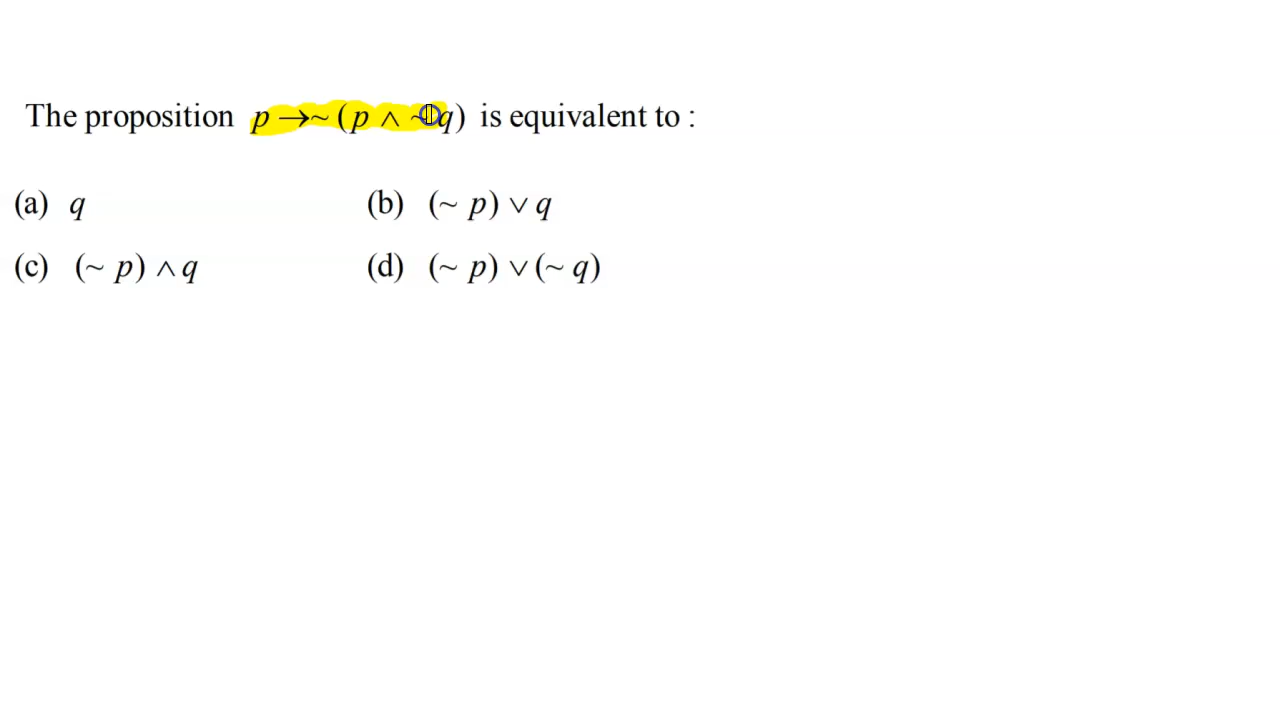 The proposition p →~ (p ∧ ~ q) is equivalent to :
(a) q (b) (~ p) ∨ q
(c) (~ p) ∧ q (d) (~ p) ∨ (~ q)